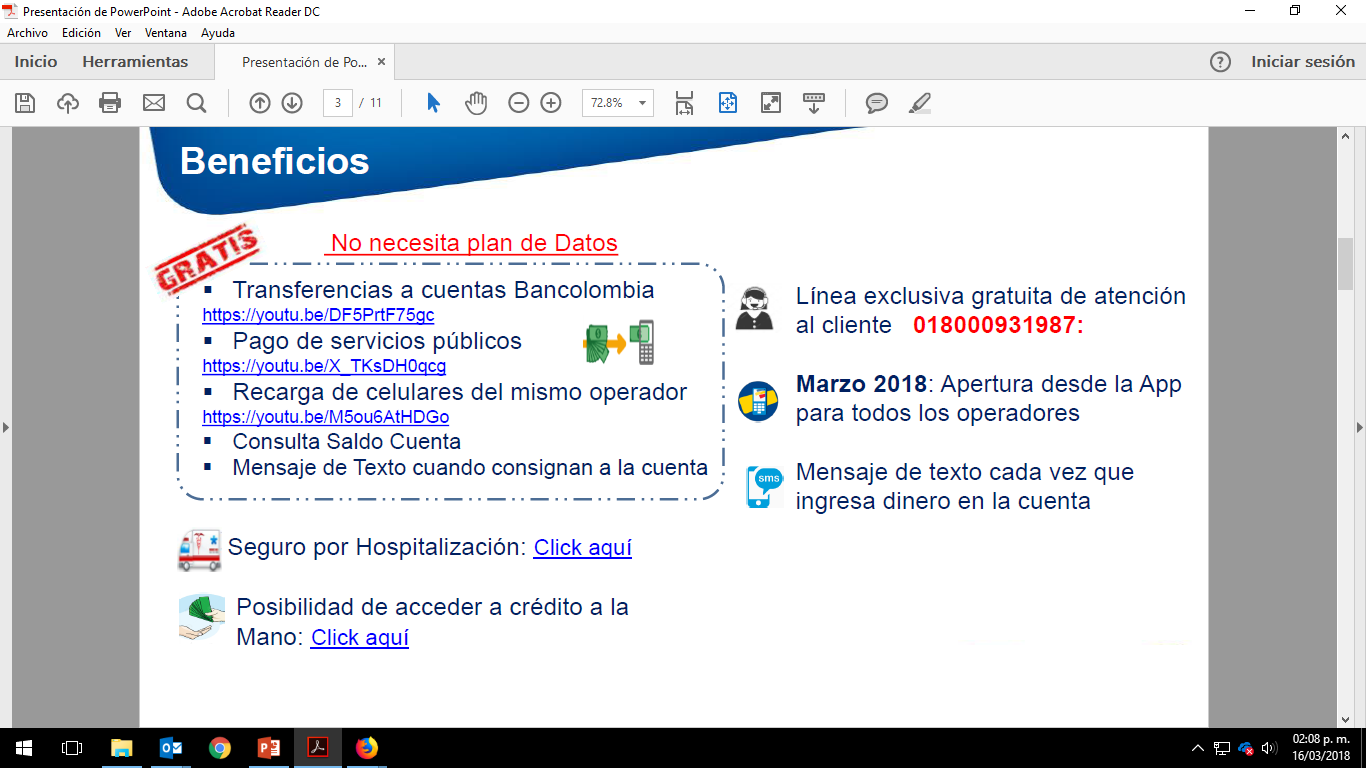 Presentación de PowerPoint - Adobe Acrobat Reader DC
Archivo Edición Ver Ventana Ayuda
Inicio Herramientas Presentación de Po... × Iniciar sesión
3 / 11 72.8%
Beneficios
GRATIS
No necesita plan de Datos
▪ Transferencias a cuentas Bancolombia
https://youtu.be/DF5PrtF75gc
▪ Pago de servicios públicos
https://youtu.be/X_TKsDH0qcg
▪ Recarga de celulares del mismo operador
https://youtu.be/M5ou6AtHDGo
▪ Consulta Saldo Cuenta
▪ Mensaje de Texto cuando consignan a la cuenta
Seguro por Hospitalización: Click aquí
Posibilidad de acceder a crédito a la
Mano: Click aquí
Línea exclusiva gratuita de atención
al cliente 018000931987:
Marzo 2018: Apertura desde la App
para todos los operadores
sms
Mensaje de texto cada vez que
ingresa dinero en la cuenta
02:08 p. m.
16/03/2018